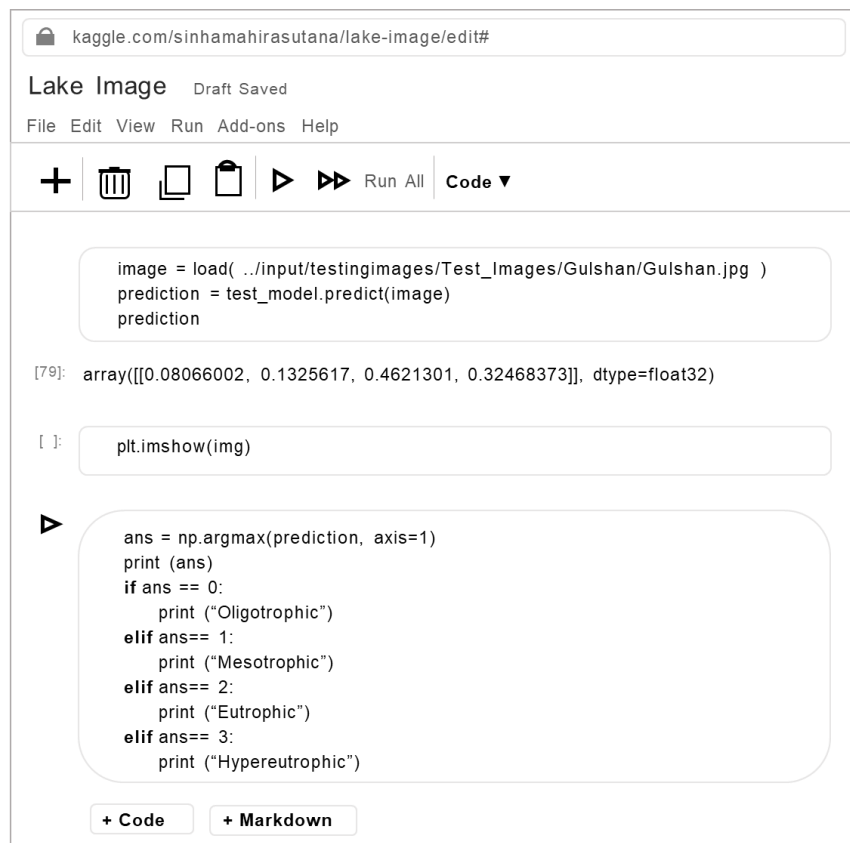 kaggle.com/sinhamahirasutana/lake-image/edit#
Lake Image Draft Saved
File Edit View Run Add-ons Help
Run All Code ▼
image = load( ../input/testingimages/Test_Images/Gulshan/Gulshan.jpg )
prediction = test_model.predict(image)
prediction
[79]: array([[0.08066002, 0.1325617, 0.4621301, 0.32468373]], dtype=float32)
[ ]: plt.imshow(img)
ans = np.argmax(prediction, axis=1)
print (ans)
if ans == 0:
print (“Oligotrophic”)
elif ans== 1:
print (“Mesotrophic”)
elif ans== 2:
print (“Eutrophic”)
elif ans== 3:
print (“Hypereutrophic”)
+ Code + Markdown